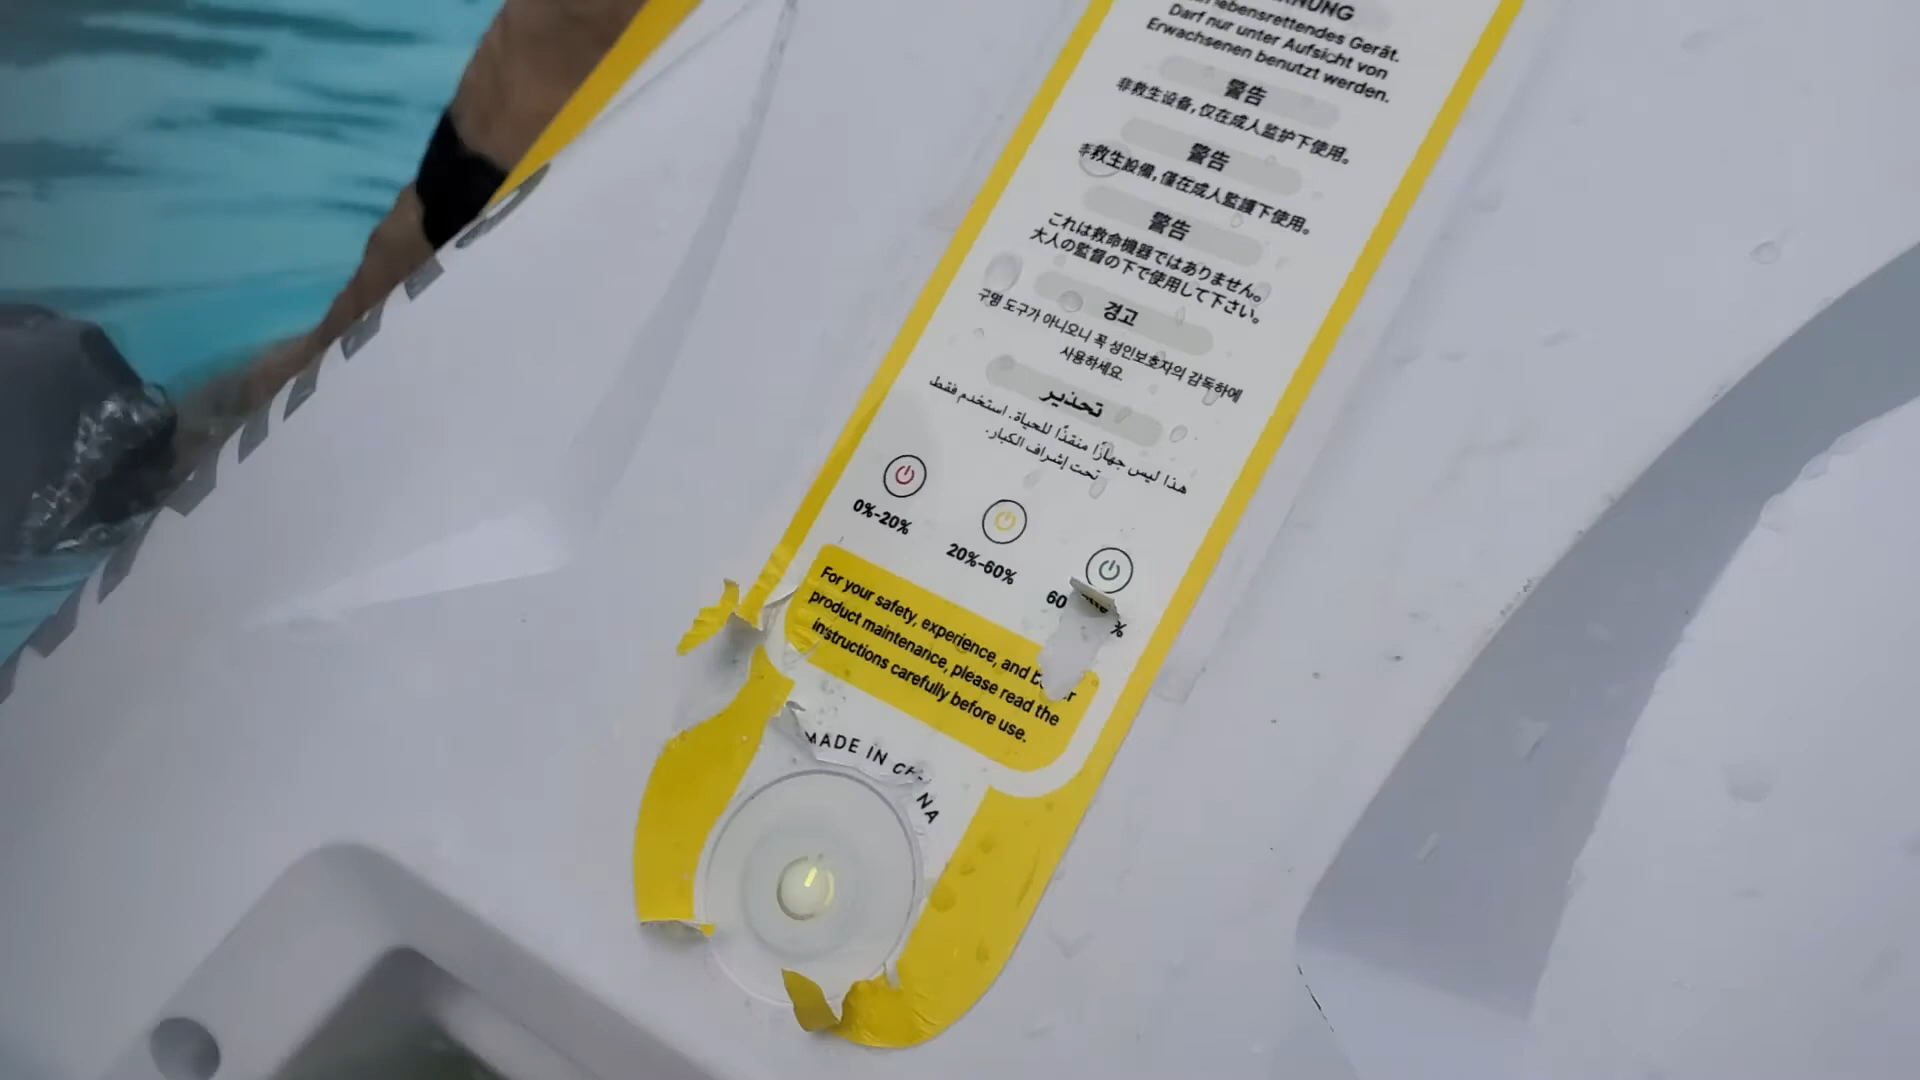 lebensrettendes Gerät.
Darf nur unter Aufsicht von
Erwachsenen benutzt werden.
警告
非救生设备,仅在成人监护下使用。
警告
非救生設備,僅在成人監護下使用。
警告
これは救命機器ではありません。
大人の監督の下で使用して下さい。
경고
구명 도구가 아니오니 꼭 성인보호자의 감독하에
사용하세요
تحذير
هذا ليس جهازًا منقذًا للحياة. استخدم فقط
تحت إشراف الكبار.
0%-20%
20%-60%
60 %
For your safety, experience, and
product maintenance, please read the
instructions carefully before use.
MADE IN CHINA